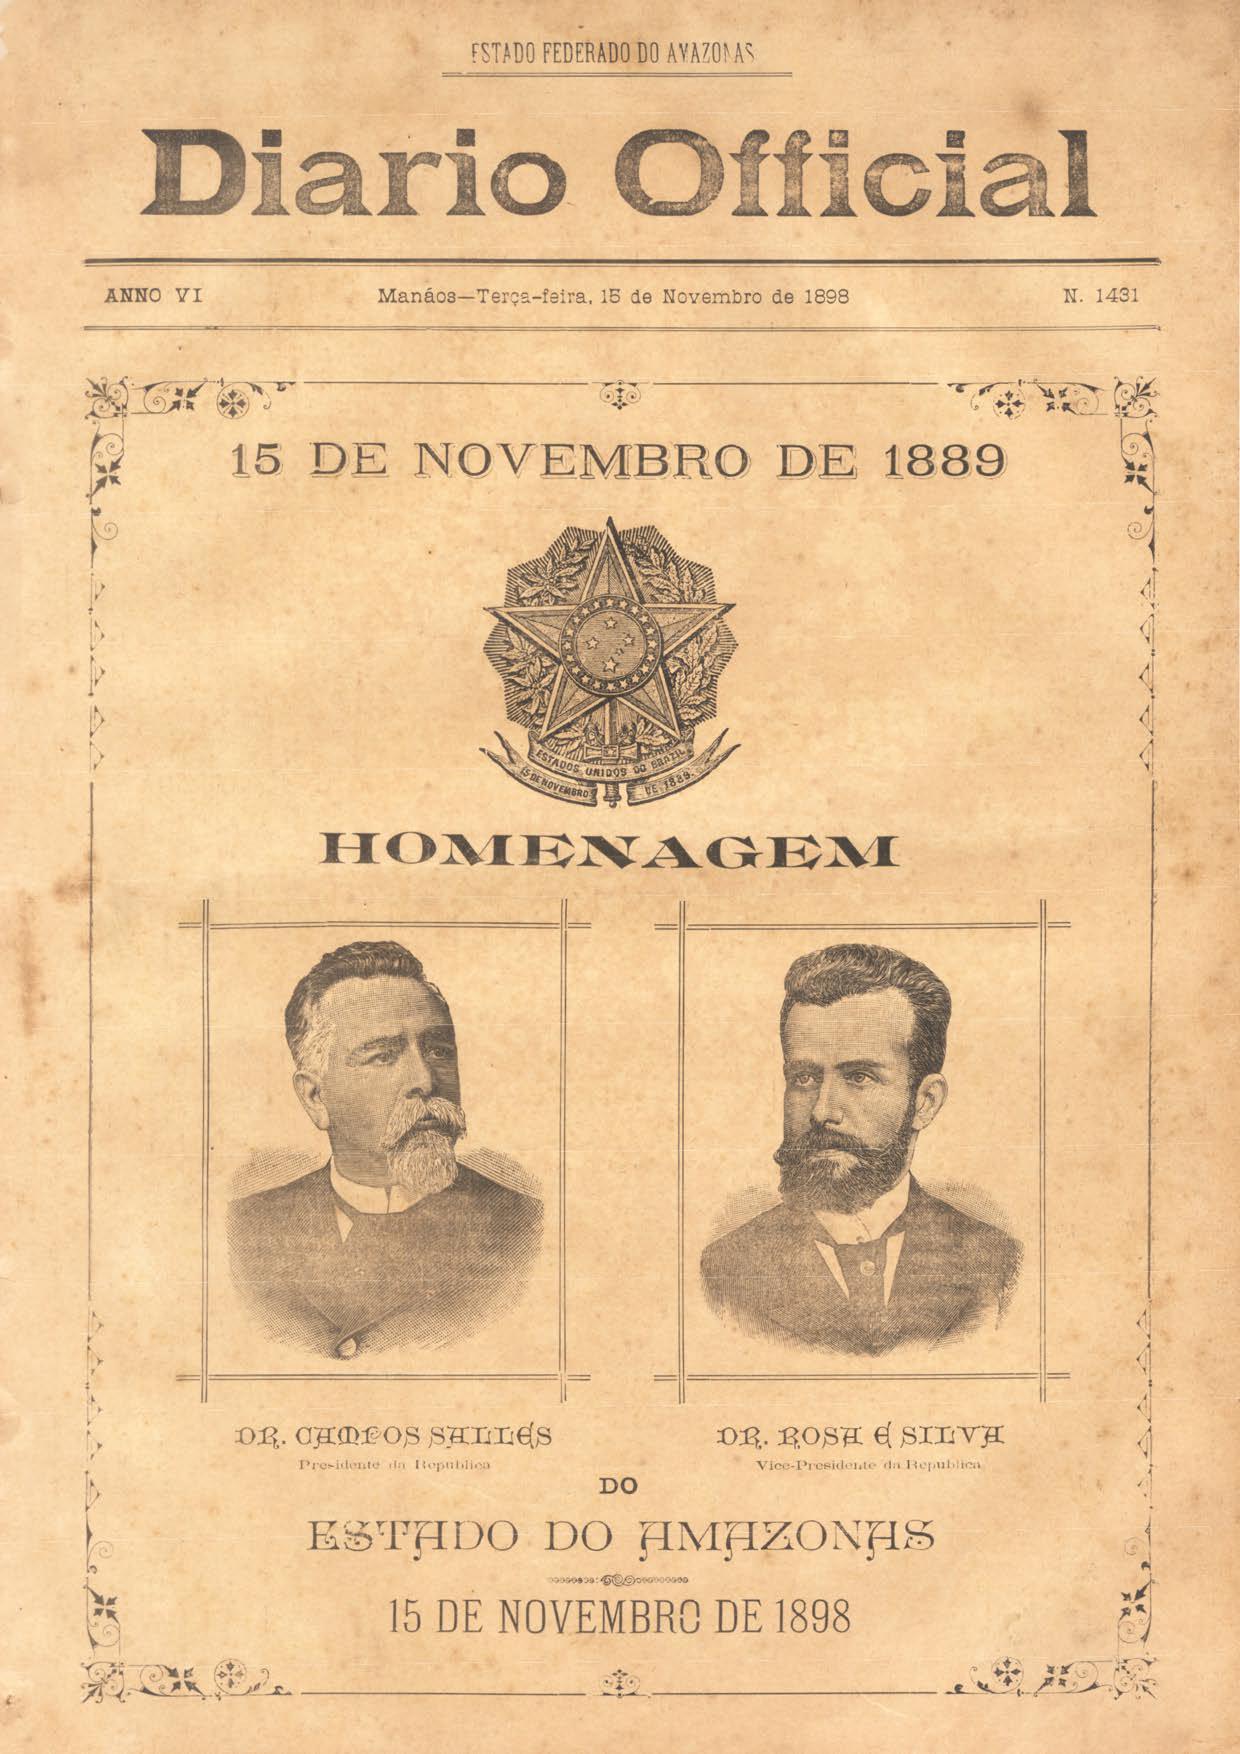 ESTADO FEDERADO DO AMAZONAS
Diario Official
ANNO VI Manáos—Terça-feira, 15 de Novembro de 1898 N. 1431
15 DE NOVEMBRO DE 1889
ESTADOS UNIDOS DO BRAZIL
15 DE NOVEMBRO DE 1889.
HOMENAGEM
DR. CAMPOS SALLES DR. ROSA E SILVA
Presidente da Republica Vice-Presidente da Republica
DO
ESTADO DO AMAZONAS
15 DE NOVEMBRO DE 1898